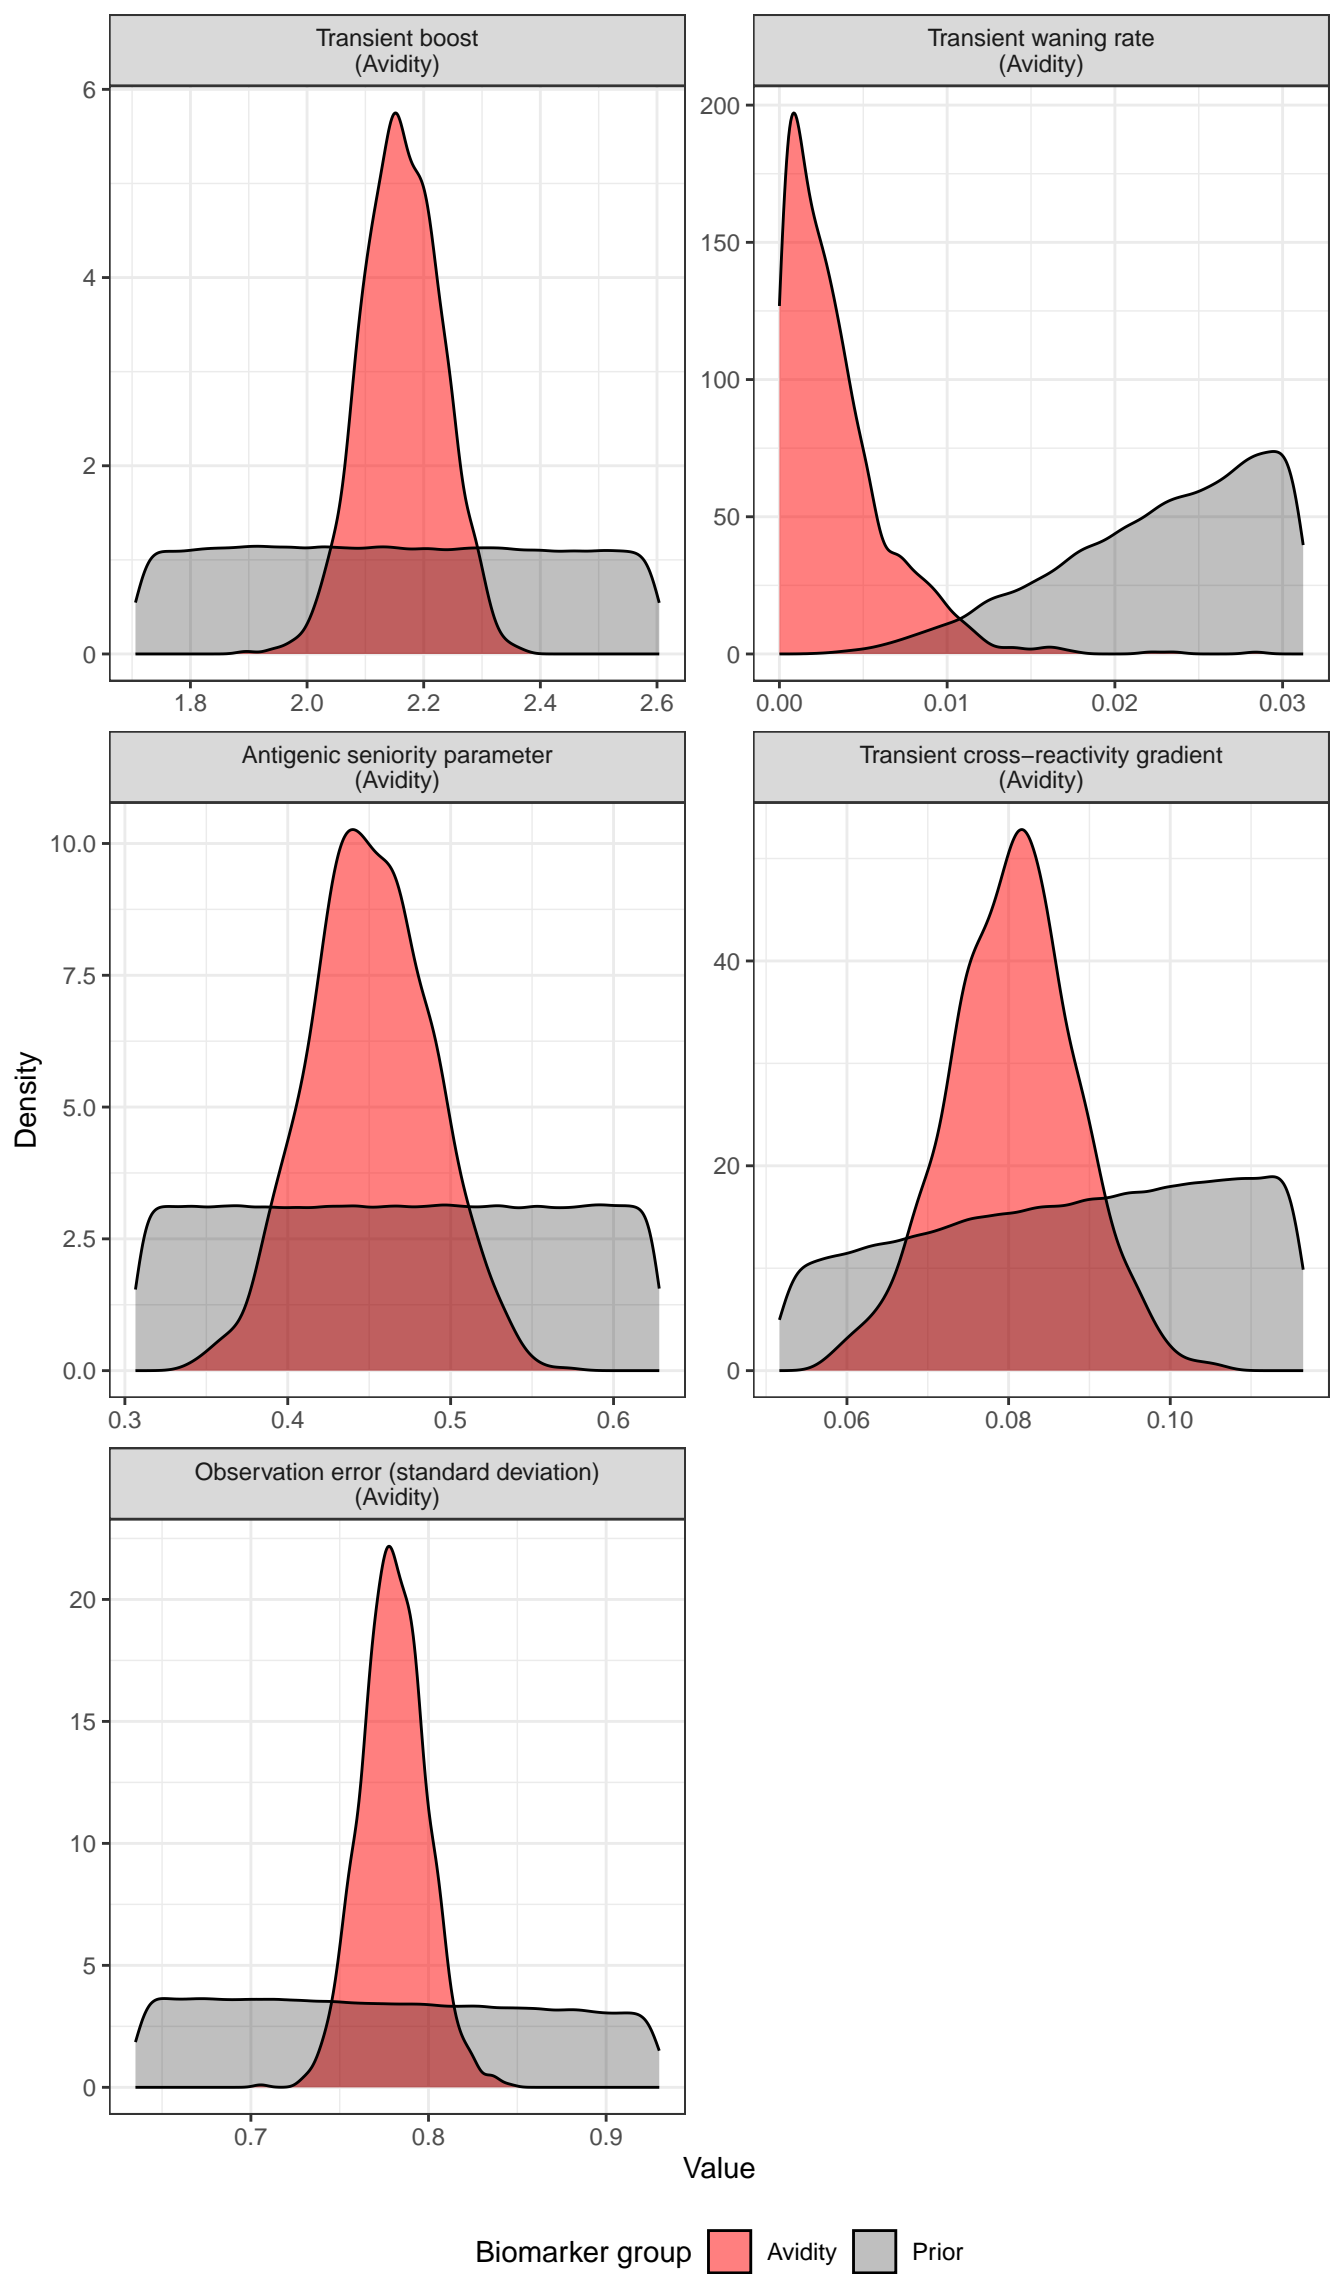 Transient boost
(Avidity)
Transient waning rate
(Avidity)
6
4
2
0
1.8 2.0 2.2 2.4 2.6
200
150
100
50
0
0.00 0.01 0.02 0.03
Antigenic seniority parameter
(Avidity)
Transient cross−reactivity gradient
(Avidity)
10.0
7.5
5.0
2.5
0.0
0.3 0.4 0.5 0.6
40
20
0
0.06 0.08 0.10
Observation error (standard deviation)
(Avidity)
20
15
10
5
0
0.7 0.8 0.9
Density
Value
Biomarker group Avidity Prior